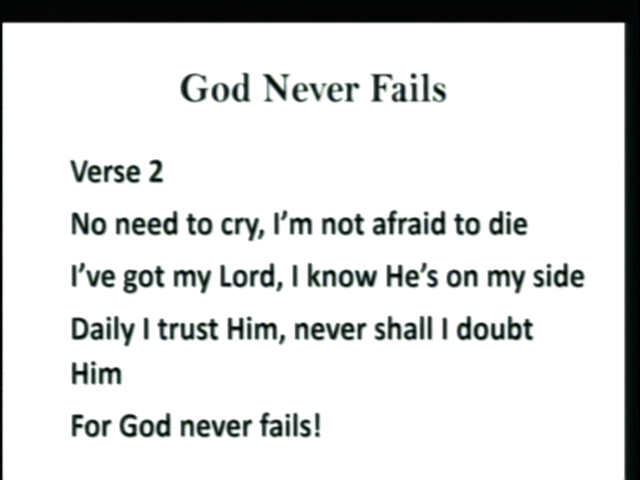 God Never Fails
Verse 2
No need to cry, I'm not afraid to die
I've got my Lord, I know He's on my side
Daily I trust Him, never shall I doubt
Him
For God never fails!